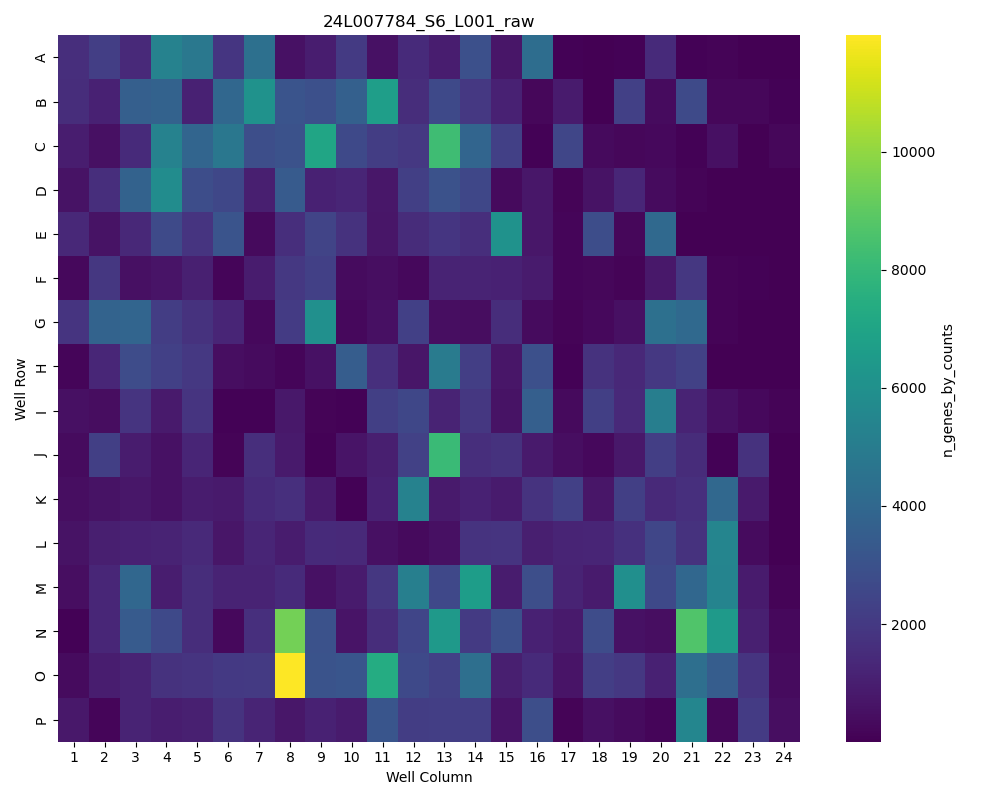 24L007784_S6_L001_raw
Well Row
A
B
C
D
E
F
G
H
I
J
K
L
M
N
O
P
1 2 3 4 5 6 7 8 9 10 11 12 13 14 15 16 17 18 19 20 21 22 23 24
Well Column
10000
8000
6000
4000
2000
n_genes_by_counts